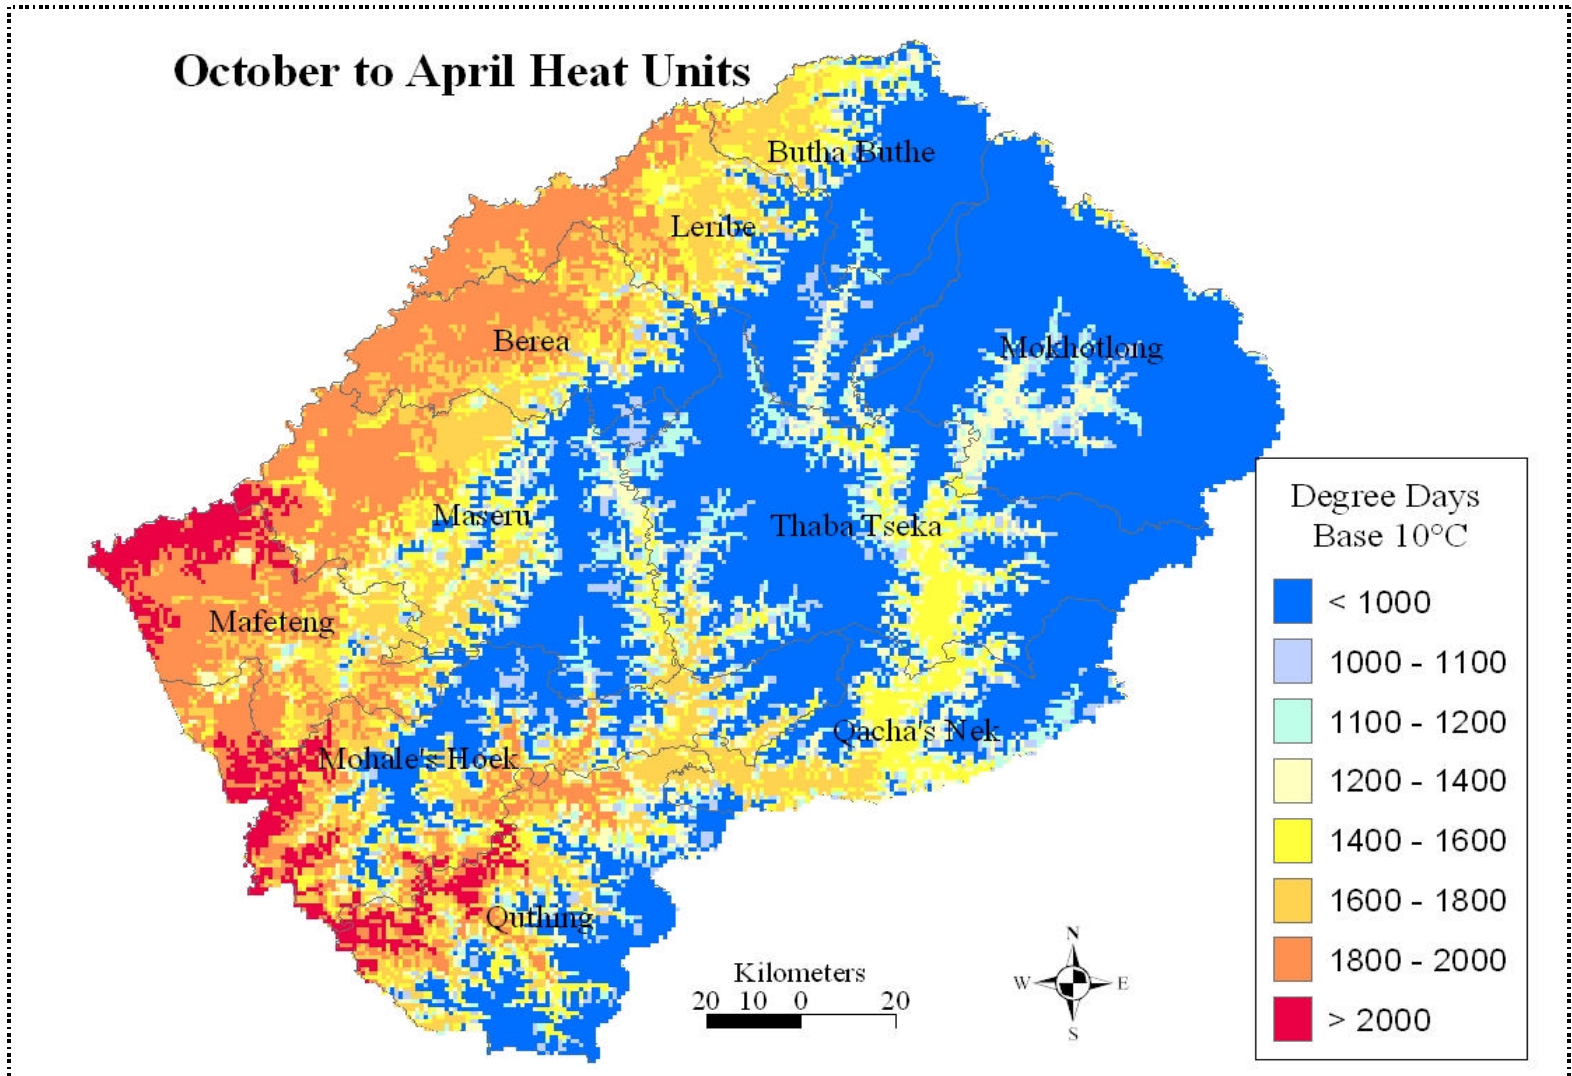 October to April Heat Units
Butha Buthe
Leribe
Berea
Mokhotlong
Maseru
Thaba Tseka
Mafeteng
Qacha's Nek
Mohale's Hoek
Quthing
Degree Days
Base 10°C
< 1000
1000 - 1100
1100 - 1200
1200 - 1400
1400 - 1600
1600 - 1800
1800 - 2000
> 2000
Kilometers
20 10 0 20
N
W E
S